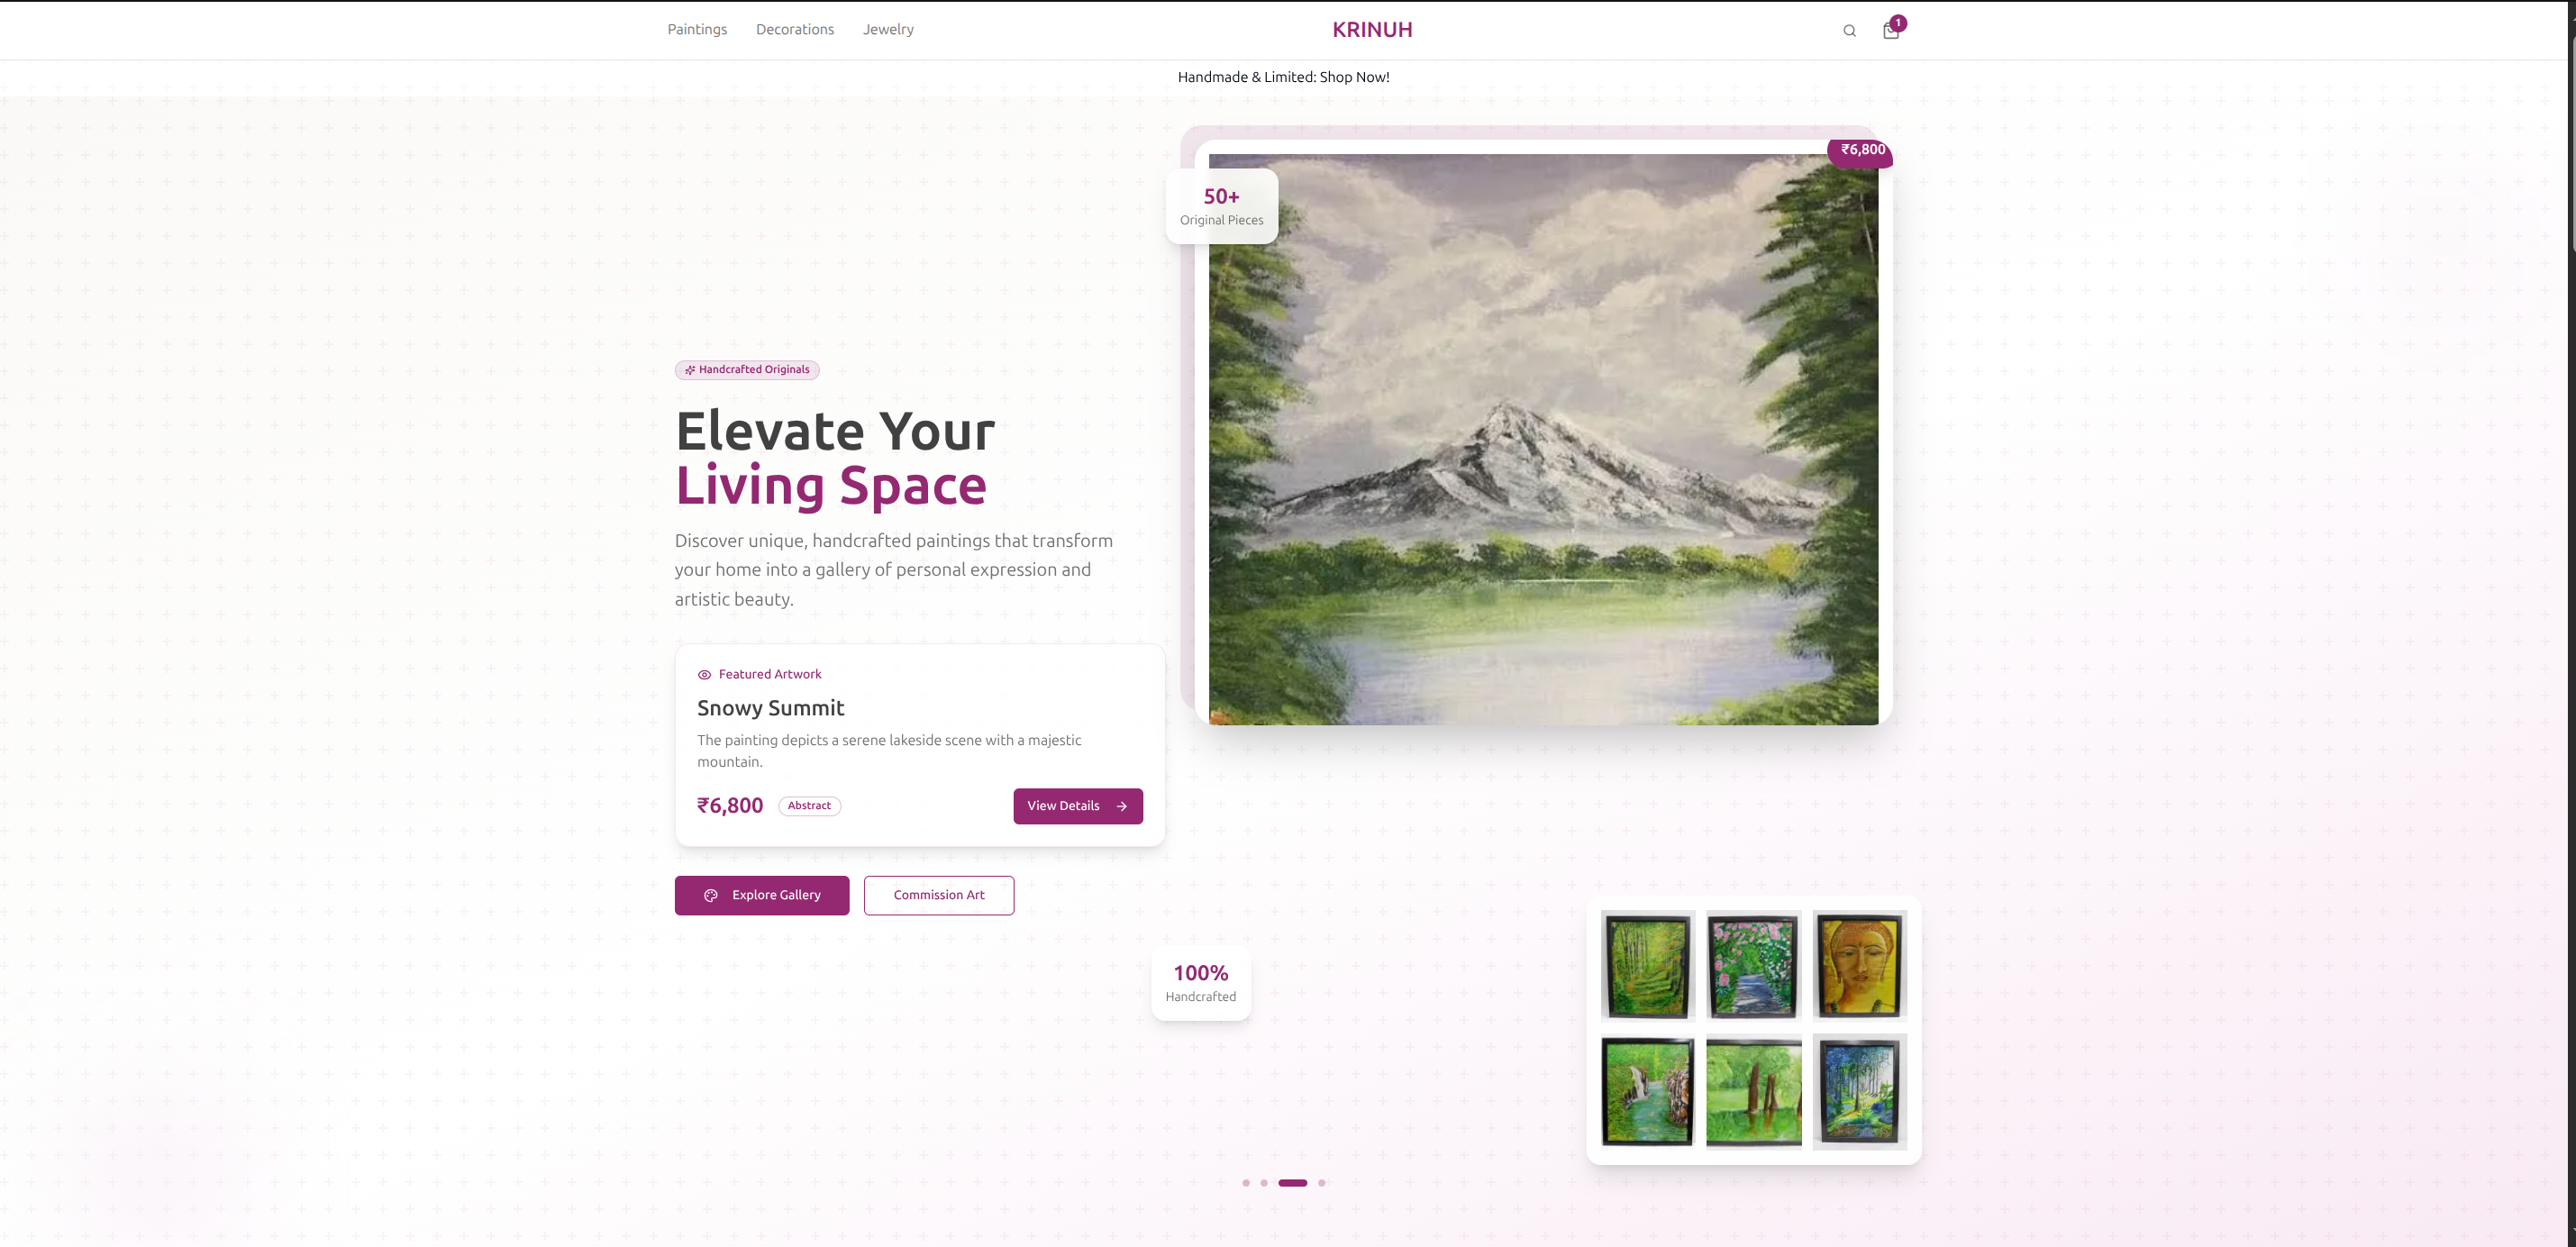 Paintings
Decorations
Jewelry
KRINUH
1
Handmade & Limited: Shop Now!
₹6,800
50+
Original Pieces
Handcrafted Originals
Elevate Your
Living Space
Discover unique, handcrafted paintings that transform
your home into a gallery of personal expression and
artistic beauty.
Featured Artwork
Snowy Summit
The painting depicts a serene lakeside scene with a majestic
mountain.
₹6,800
Abstract
View Details
Explore Gallery
Commission Art
100%
Handcrafted